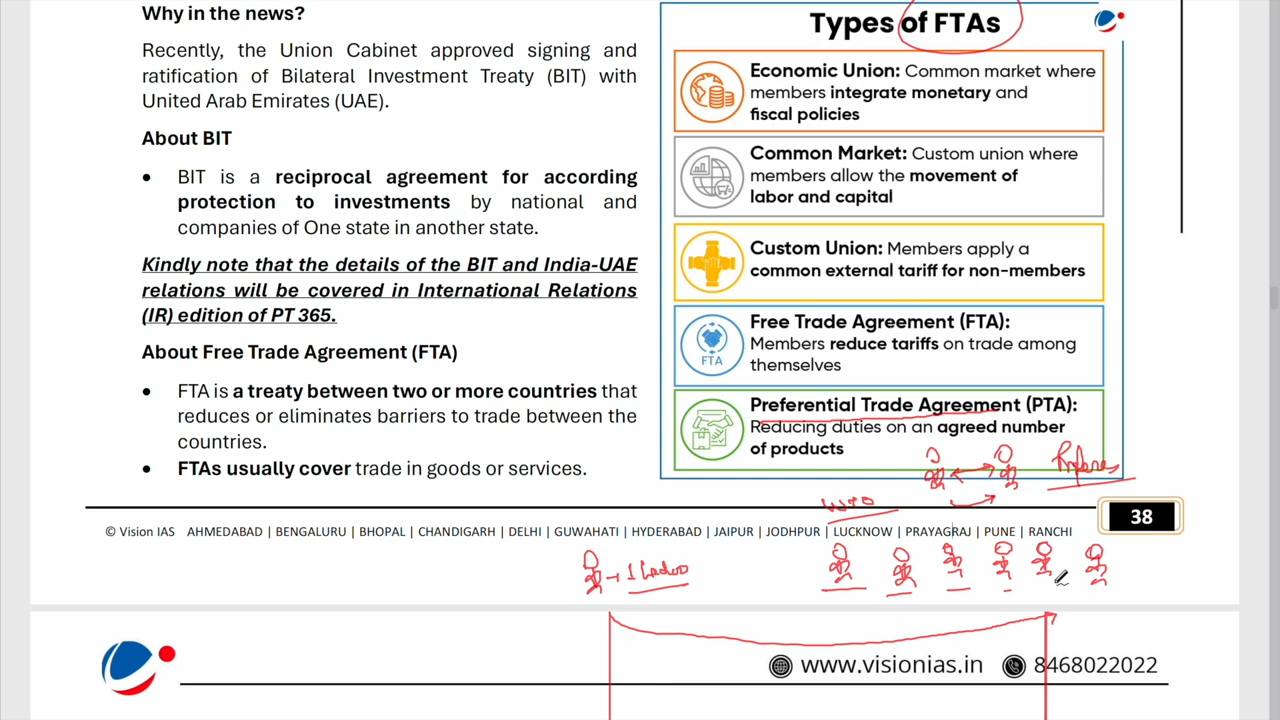 Why in the news?
Recently, the Union Cabinet approved signing and
ratification of Bilateral Investment Treaty (BIT) with
United Arab Emirates (UAE).
About BIT
• BIT is a reciprocal agreement for according
protection to investments by national and
companies of One state in another state.
Kindly note that the details of the BIT and India-UAE
relations will be covered in International Relations
(IR) edition of PT 365.
About Free Trade Agreement (FTA)
• FTA is a treaty between two or more countries that
reduces or eliminates barriers to trade between the
countries.
• FTAs usually cover trade in goods or services.
Types of FTAs
Economic Union: Common market where
members integrate monetary and
fiscal policies
Common Market: Custom union where
members allow the movement of
labor and capital
Custom Union: Members apply a
common external tariff for non-members
FTA
Free Trade Agreement (FTA):
Members reduce tariffs on trade among
themselves
Preferential Trade Agreement (PTA):
Reducing duties on an agreed number
of products
WTO
© Vision IAS AHMEDABAD | BENGALURU | BHOPAL | CHANDIGARH | DELHI | GUWAHATI | HYDERABAD | JAIPUR | JODHPUR | LUCKNOW | PRAYAGRAJ | PUNE | RANCHI
38
www.visionias.in
8468022022